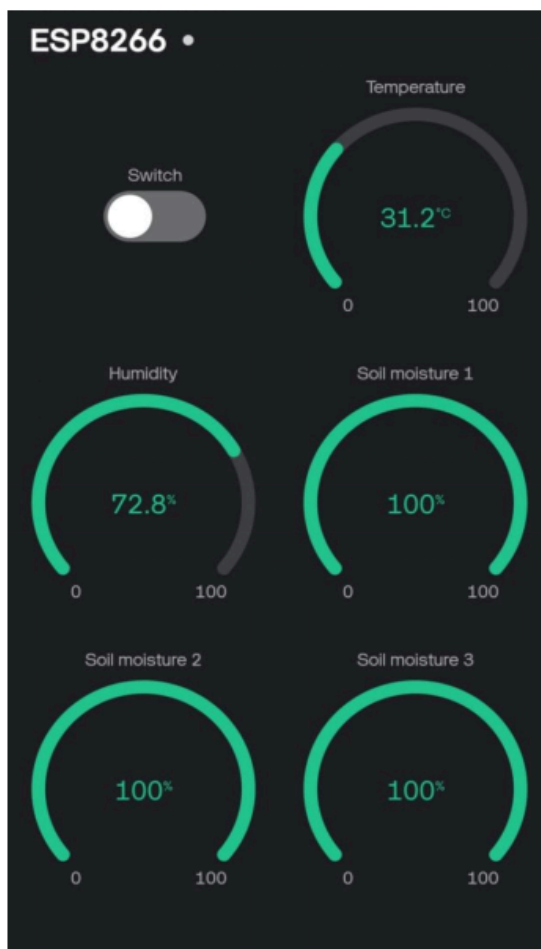 ESP8266
Temperature
Switch
31.2°C
0 100
Humidity Soil moisture 1
72.8% 100%
0 100 0 100
Soil moisture 2 Soil moisture 3
100% 100%
0 100 0 100